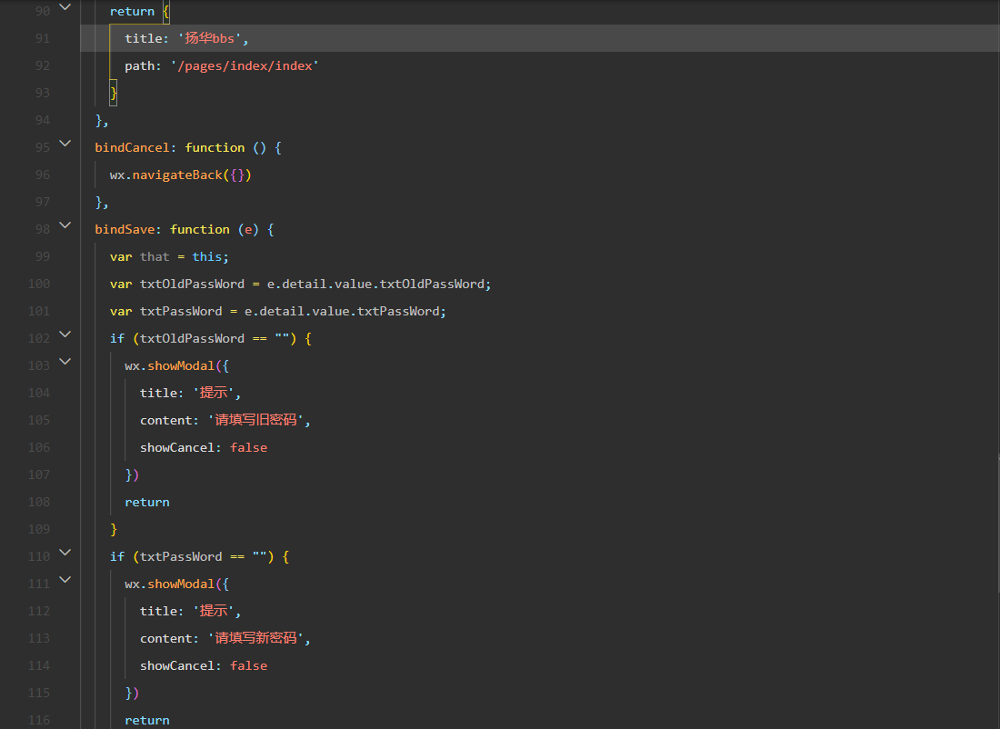 90 return {
91 title: '扬华bbs',
92 path: '/pages/index/index'
93 }
94 },
95 bindCancel: function () {
96 wx.navigateBack({})
97 },
98 bindSave: function (e) {
99 var that = this;
100 var txtOldPassWord = e.detail.value.txtOldPassWord;
101 var txtPassWord = e.detail.value.txtPassWord;
102 if (txtOldPassWord == "") {
103 wx.showModal({
104 title: '提示',
105 content: '请填写旧密码',
106 showCancel: false
107 })
108 return
109 }
110 if (txtPassWord == "") {
111 wx.showModal({
112 title: '提示',
113 content: '请填写新密码',
114 showCancel: false
115 })
116 return